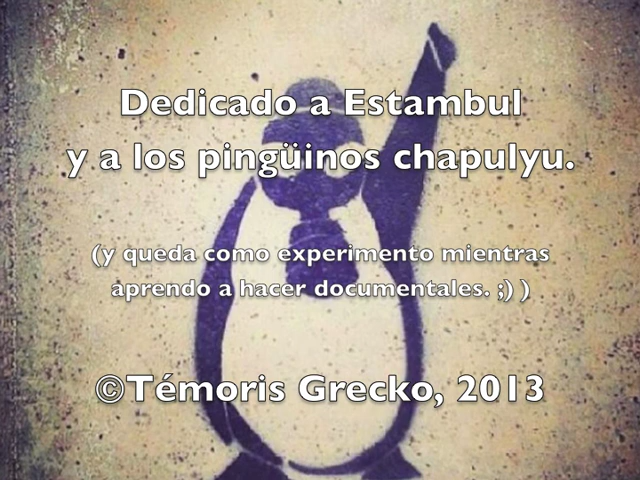 Dedicado a Estambul
y a los pingüinos chapulyu.
(y queda como experimento mientras
aprendo a hacer documentales. ;) )
©Témoris Grecko, 2013